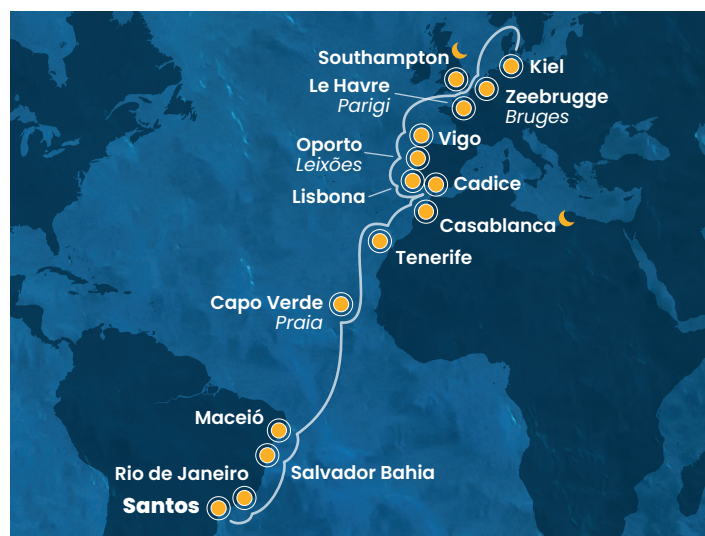 Southampton
Kiel
Le Havre
Parigi
Zeebrugge
Bruges
Vigo
Oporto
Leixões
Lisbona
Cadice
Casablanca
Tenerife
Capo Verde
Praia
Maceió
Salvador Bahia
Rio de Janeiro
Santos